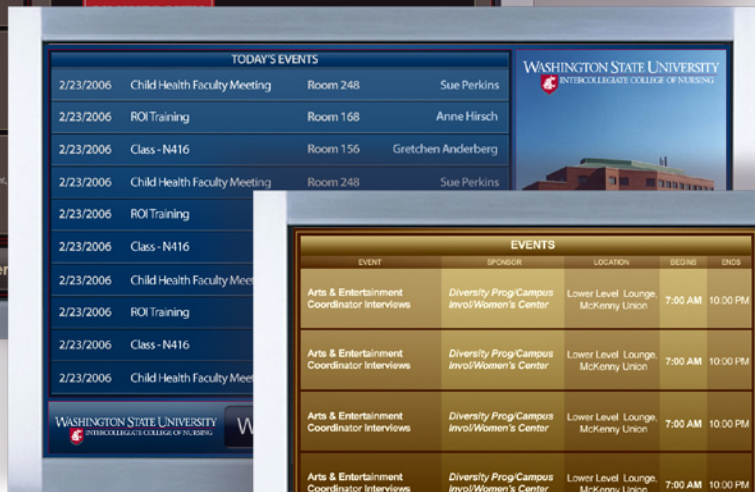 TODAY'S EVENTS
2/23/2006 Child Health Faculty Meeting Room 248 Sue Perkins
2/23/2006 ROI Training Room 168 Anne Hirsch
2/23/2006 Class - N416 Room 156 Gretchen Anderberg
2/23/2006 Child Health Faculty Meeting Room 248 Sue Perkins
2/23/2006 ROI Training
2/23/2006 Class - N416
2/23/2006 Child Health Faculty Meet
2/23/2006 ROI Training
2/23/2006 Class - N416
2/23/2006 Child Health Faculty Meet
WASHINGTON STATE UNIVERSITY
INTERCOLLEGIATE COLLEGE OF NURSING
W
WASHINGTON STATE UNIVERSITY
INTERCOLLEGIATE COLLEGE OF NURSING
EVENTS
EVENT SPONSOR LOCATION BEGINS ENDS
Arts & Entertainment Diversity Prog/Campus Lower Level Lounge,
Coordinator Interviews Invol/Women's Center McKenny Union 7:00 AM 10:00 PM
Arts & Entertainment Diversity Prog/Campus Lower Level Lounge,
Coordinator Interviews Invol/Women's Center McKenny Union 7:00 AM 10:00 PM
Arts & Entertainment Diversity Prog/Campus Lower Level Lounge,
Coordinator Interviews Invol/Women's Center McKenny Union 7:00 AM 10:00 PM
Arts & Entertainment Diversity Prog/Campus Lower Level Lounge,
Coordinator Interviews Invol/Women's Center McKenny Union 7:00 AM 10:00 PM